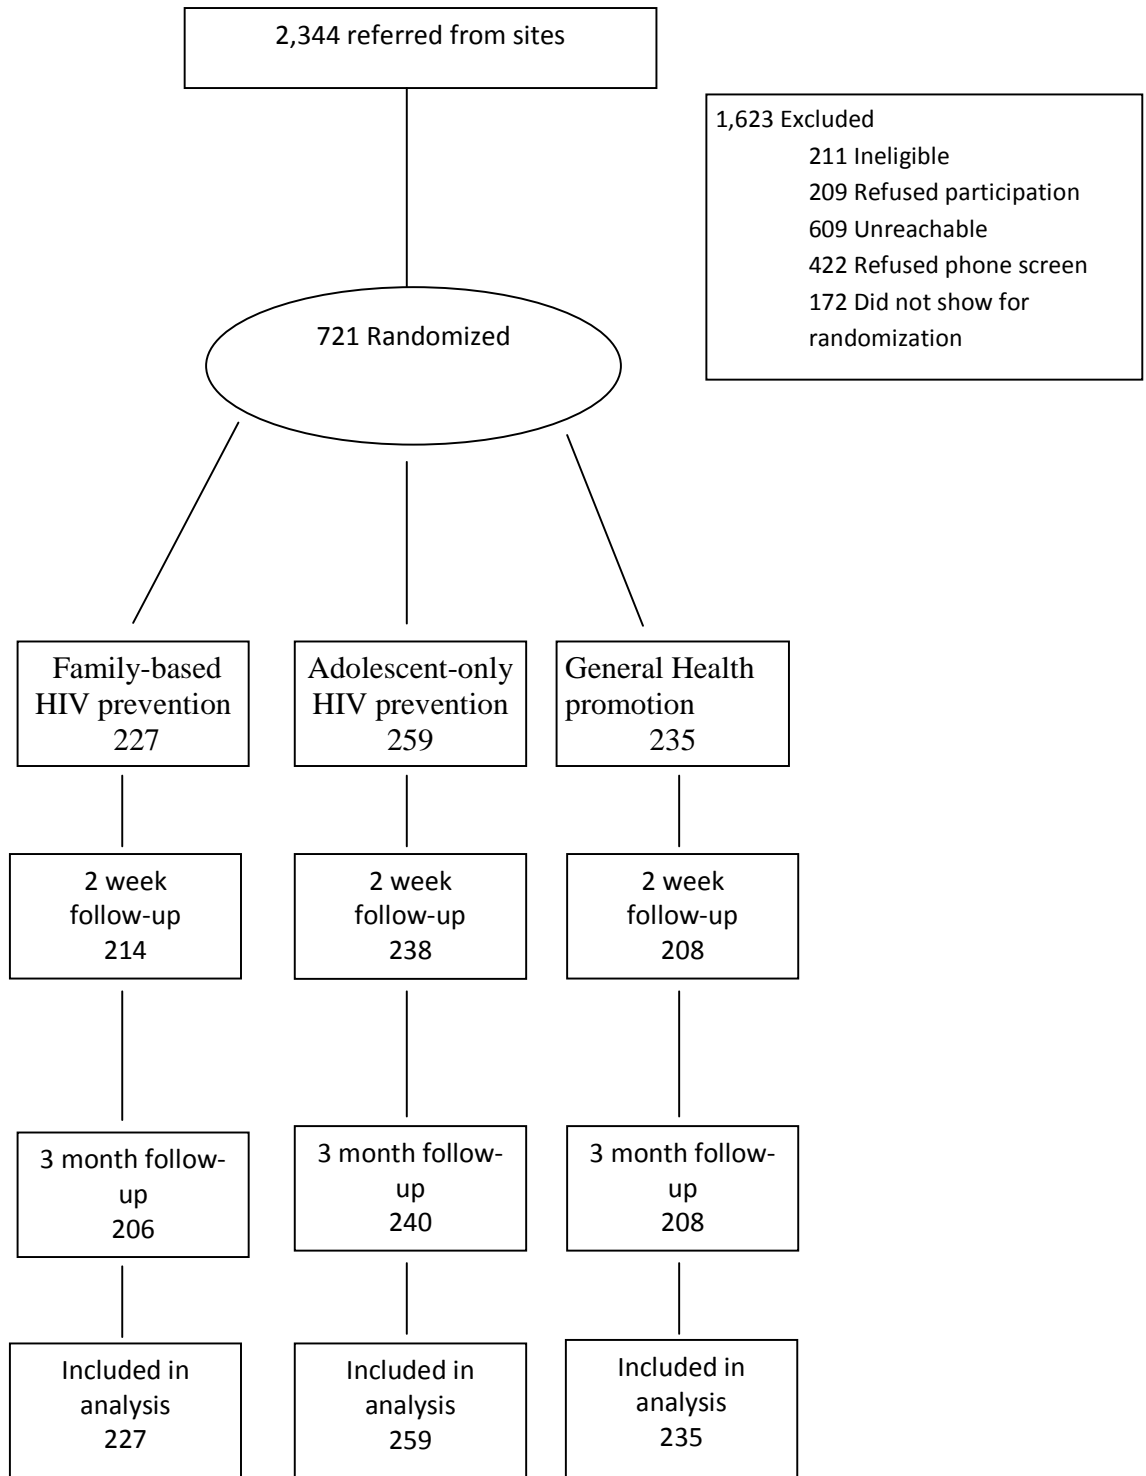 2,344 referred from sites
1,623 Excluded
211 Ineligible
209 Refused participation
609 Unreachable
422 Refused phone screen
172 Did not show for
randomization
721 Randomized
Family-based
HIV prevention
227
Adolescent-only
HIV prevention
259
General Health
promotion
235
2 week
follow-up
214
2 week
follow-up
238
2 week
follow-up
208
3 month follow-
up
206
3 month follow-
up
240
3 month follow-
up
208
Included in
analysis
227
Included in
analysis
259
Included in
analysis
235